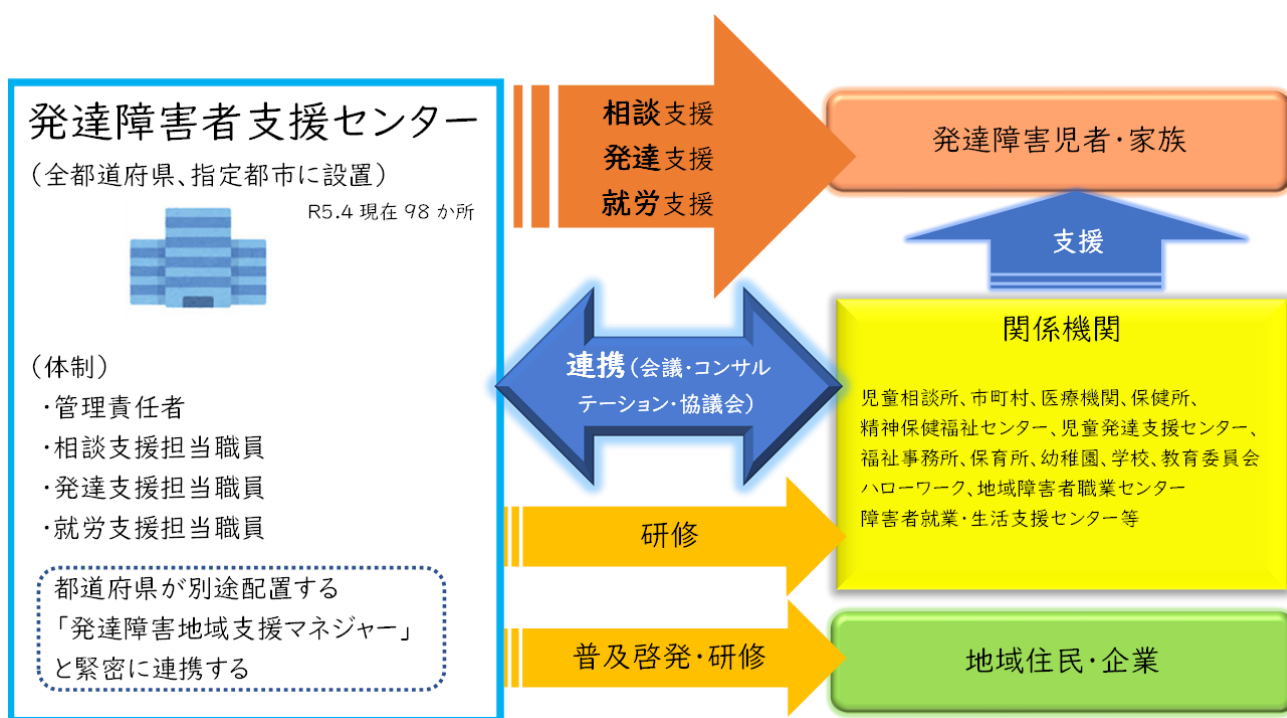 発達障害者支援センター
（全都道府県、指定都市に設置）
R5.4 現在 98 か所
（体制）
・管理責任者
・相談支援担当職員
・発達支援担当職員
・就労支援担当職員
都道府県が別途配置する
「発達障害地域支援マネジャー」
と緊密に連携する
相談支援
発達支援
就労支援
発達障害児者・家族
支援
連携（会議・コンサル
テーション・協議会）
関係機関
児童相談所、市町村、医療機関、保健所、
精神保健福祉センター、児童発達支援センター、
福祉事務所、保育所、幼稚園、学校、教育委員会
ハローワーク、地域障害者職業センター
障害者就業・生活支援センター等
研修
普及啓発・研修
地域住民・企業